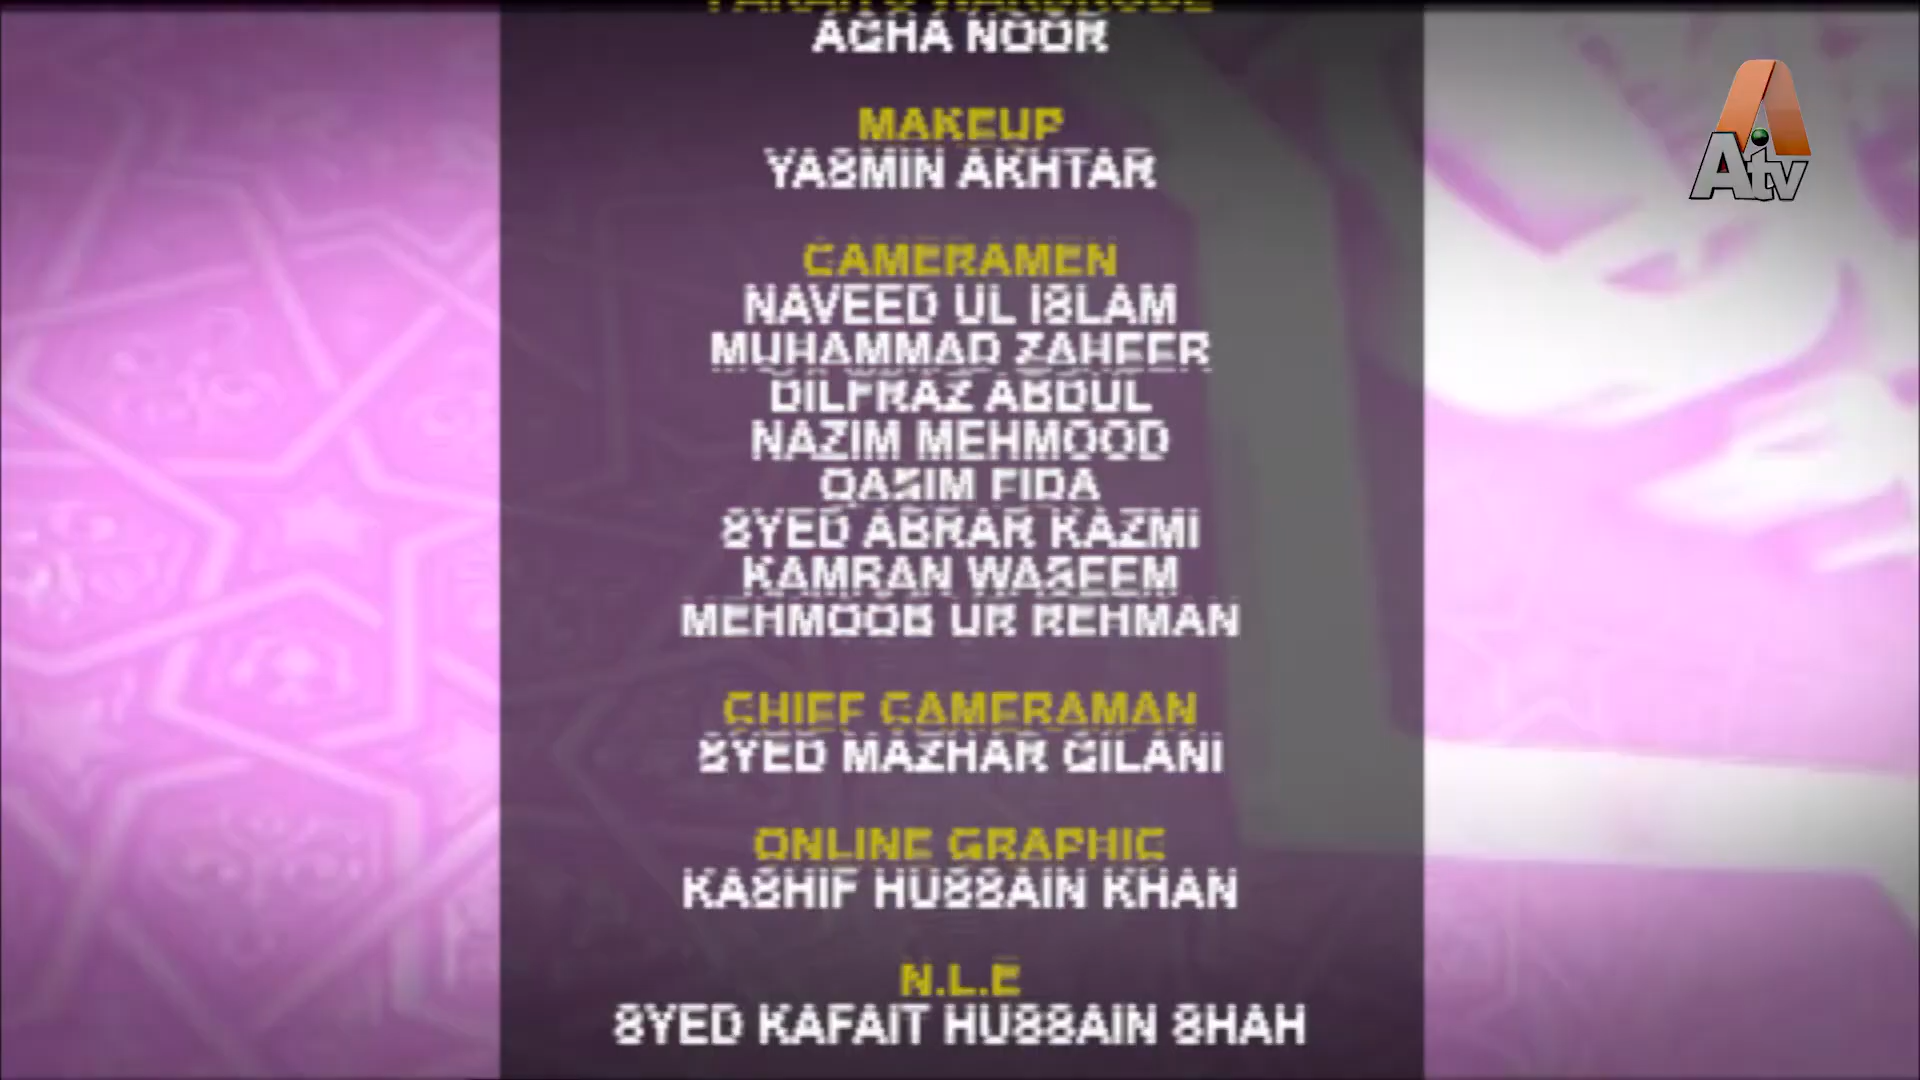 AGHA NOOR
MAKEUP
YASMIN AKHTAR
CAMERAMEN
NAVEED UL ISLAM
MUHAMMAD ZAHEER
DILFRAZ ABDUL
NAZIM MEHMOOD
QASIM FIDA
SYED ABRAR KAZMI
KAMRAN WASEEM
MEHMOOB UR REHMAN
CHIEF CAMERAMAN
SYED MAZHAR GILANI
ONLINE GRAPHIC
KASHIF HUSSAIN KHAN
N.L.E
SYED KAFAIT HUSSAIN SHAH
Atv